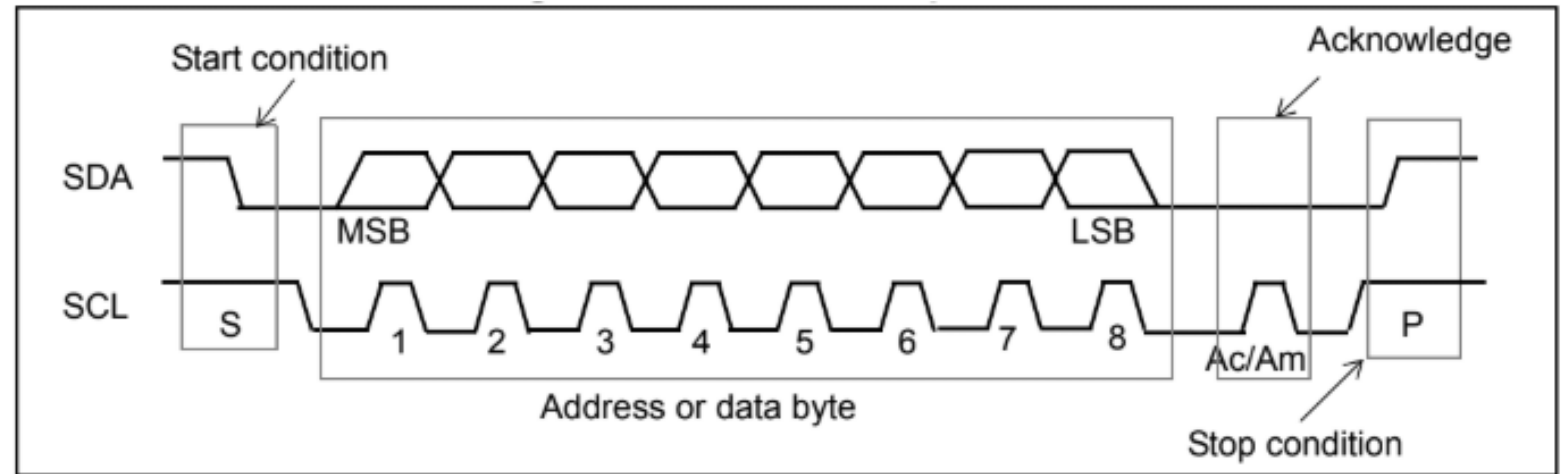 Start condition
Acknowledge
SDA
MSB
LSB
SCL
S
1 2 3 4 5 6 7 8
Ac/Am
P
Address or data byte
Stop condition